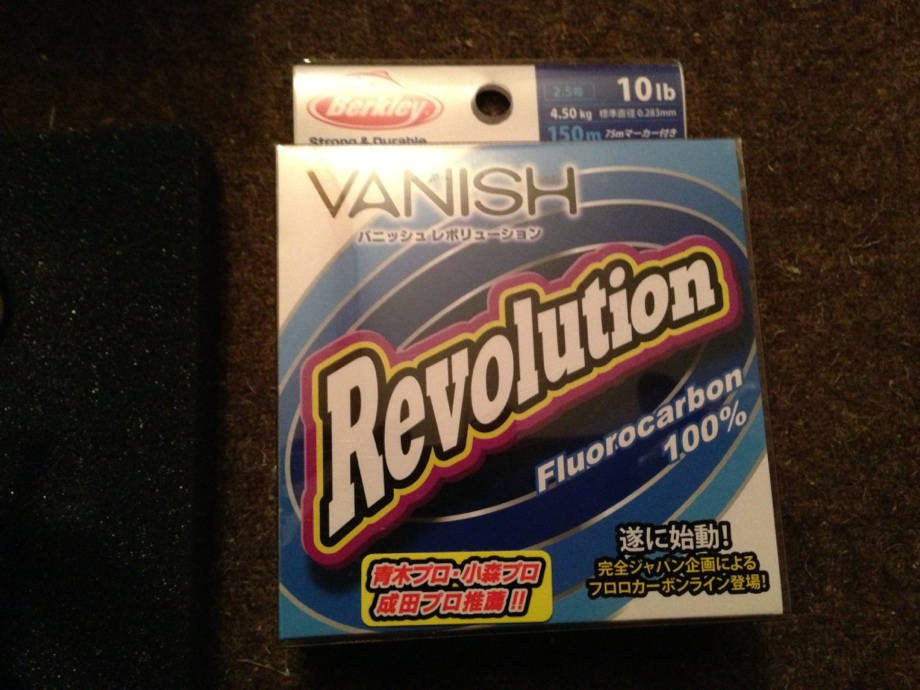 Berkley
Strong & Durable
2.5号 10lb
4.50kg 標準直径 0.283mm
150m 75mマーカー付き
VANISH
バニッシュ レボリューション
Revolution
Fluorocarbon
100%
遂に始動!
完全ジャパン企画による
フロロカーボンライン登場!
青木プロ・小森プロ
成田プロ推薦!!